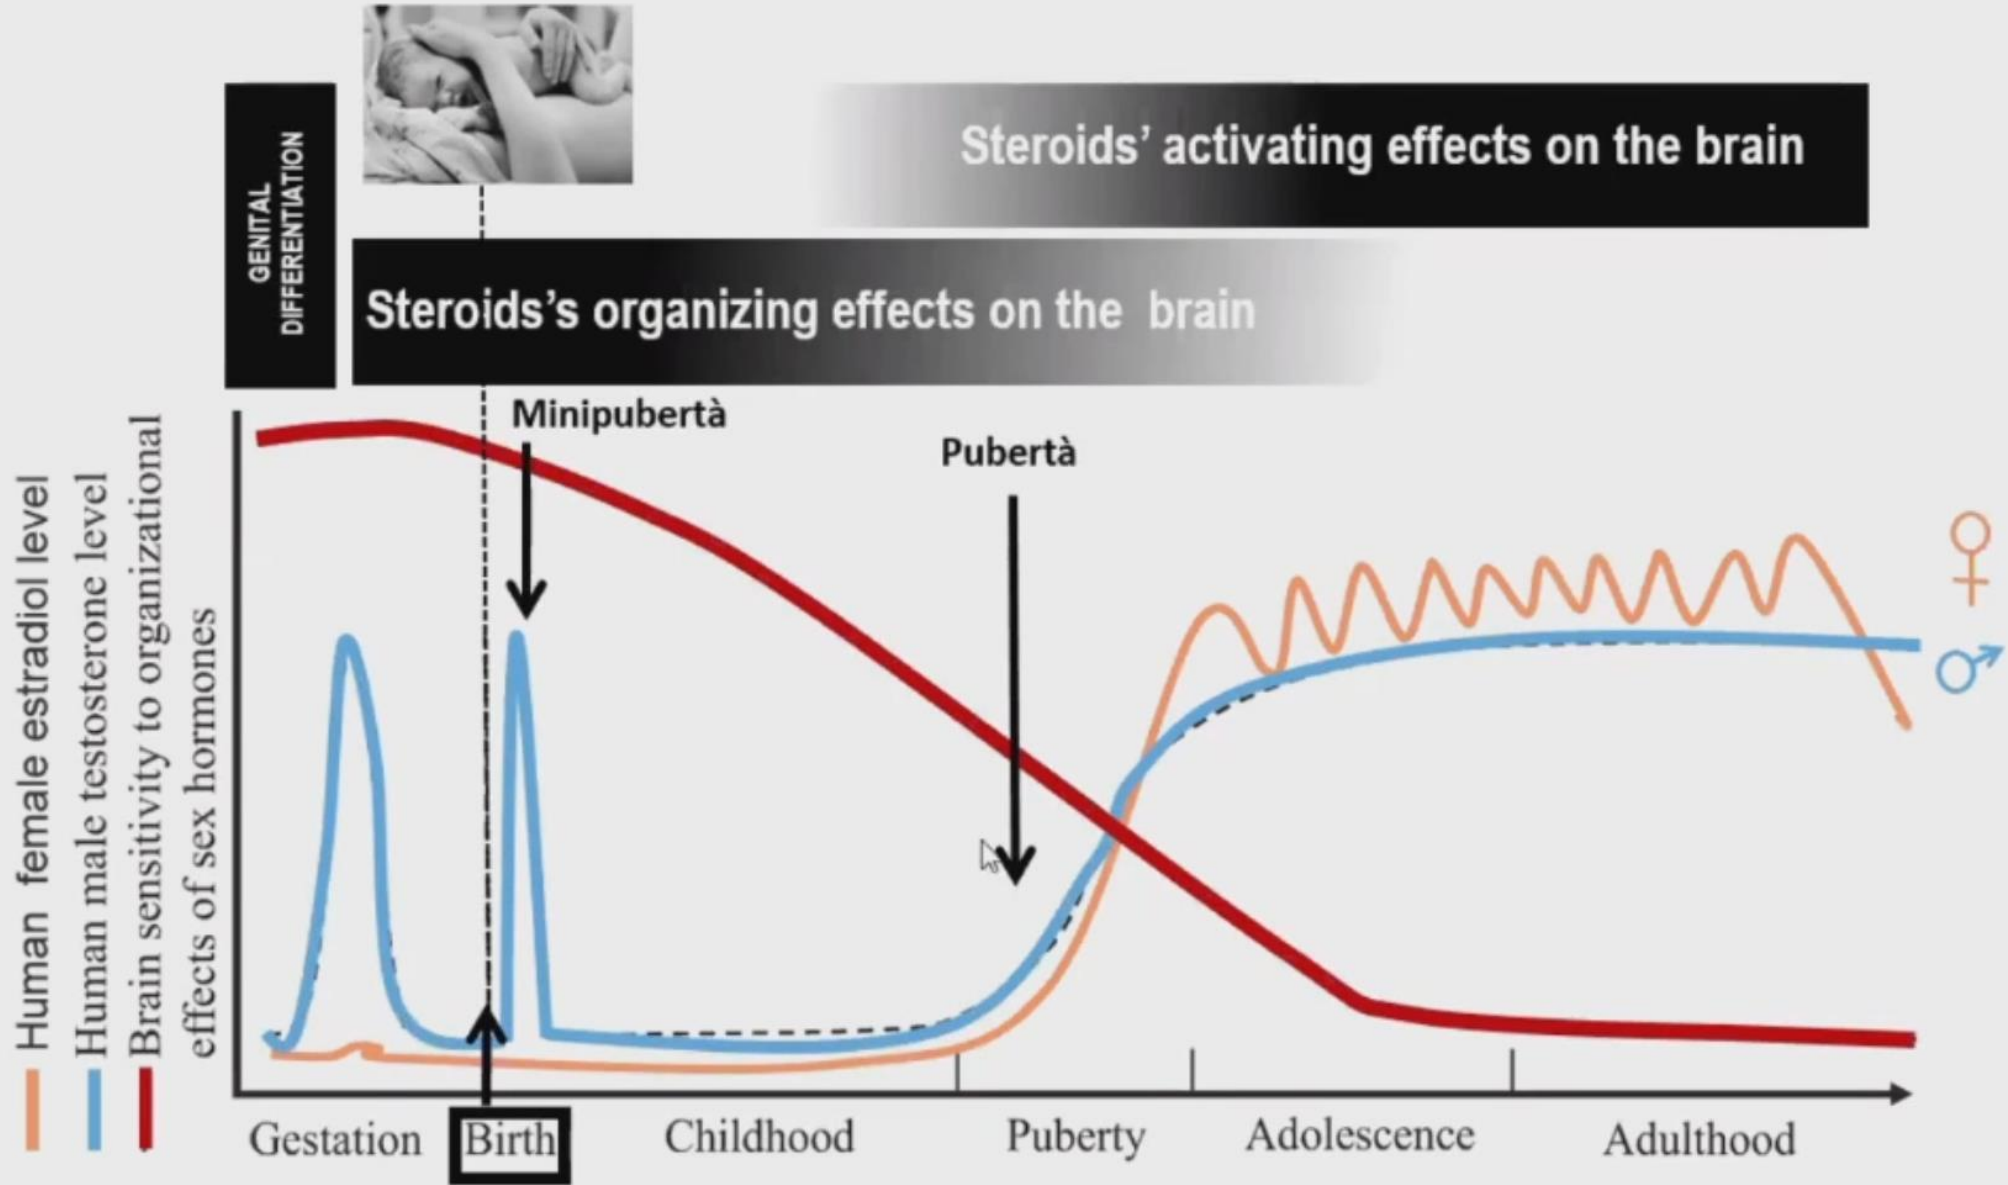 GENITAL
DIFFERENTIATION
Steroids' activating effects on the brain
Steroids's organizing effects on the brain
Minipubertà
Pubertà
Human female estradiol level
Human male testosterone level
Brain sensitivity to organizational
effects of sex hormones
♀
♂
Gestation
Birth
Childhood
Puberty
Adolescence
Adulthood